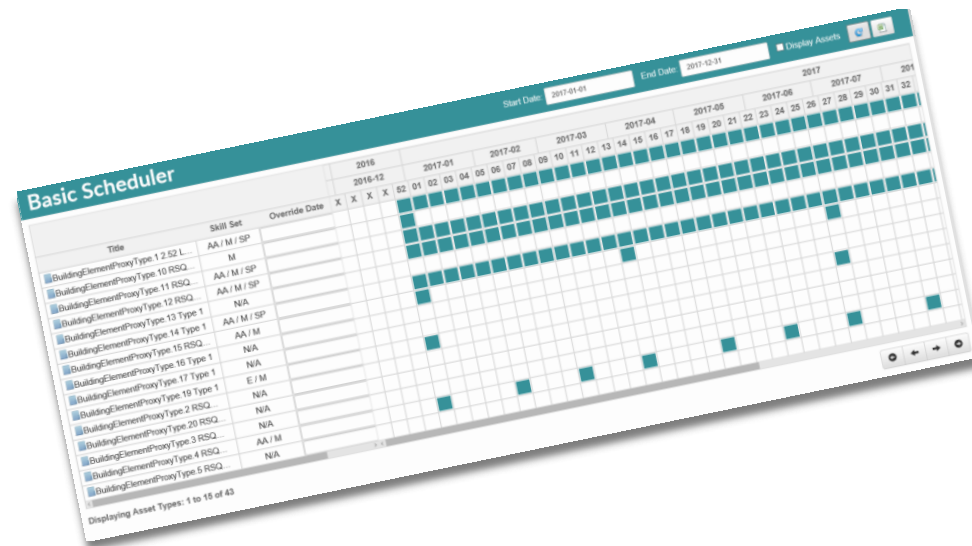 Basic Scheduler
Start Date: 2017-01-01 End Date: 2017-12-31 Display Assets
2016 2017
2016-12 2017-01 2017-02 2017-03 2017-04 2017-05 2017-06 2017-07 201
Title Skill Set Override Date X X X X 52 01 02 03 04 05 06 07 08 09 10 11 12 13 14 15 16 17 18 19 20 21 22 23 24 25 26 27 28 29 30 31 32
BuildingElementProxyType.1 2.52 L... AA / M / SP
BuildingElementProxyType.10 RSQ... M
BuildingElementProxyType.11 RSQ... AA / M / SP
BuildingElementProxyType.12 RSQ... AA / M / SP
BuildingElementProxyType.13 Type 1 N/A
BuildingElementProxyType.14 Type 1 AA / M / SP
BuildingElementProxyType.15 RSQ... AA / M
BuildingElementProxyType.16 Type 1 N/A
BuildingElementProxyType.17 Type 1 N/A
BuildingElementProxyType.19 Type 1 E / M
BuildingElementProxyType.2 RSQ... N/A
BuildingElementProxyType.20 RSQ... N/A
BuildingElementProxyType.3 RSQ... AA / M
BuildingElementProxyType.4 RSQ... N/A
BuildingElementProxyType.5 RSQ...
Displaying Asset Types: 1 to 15 of 43